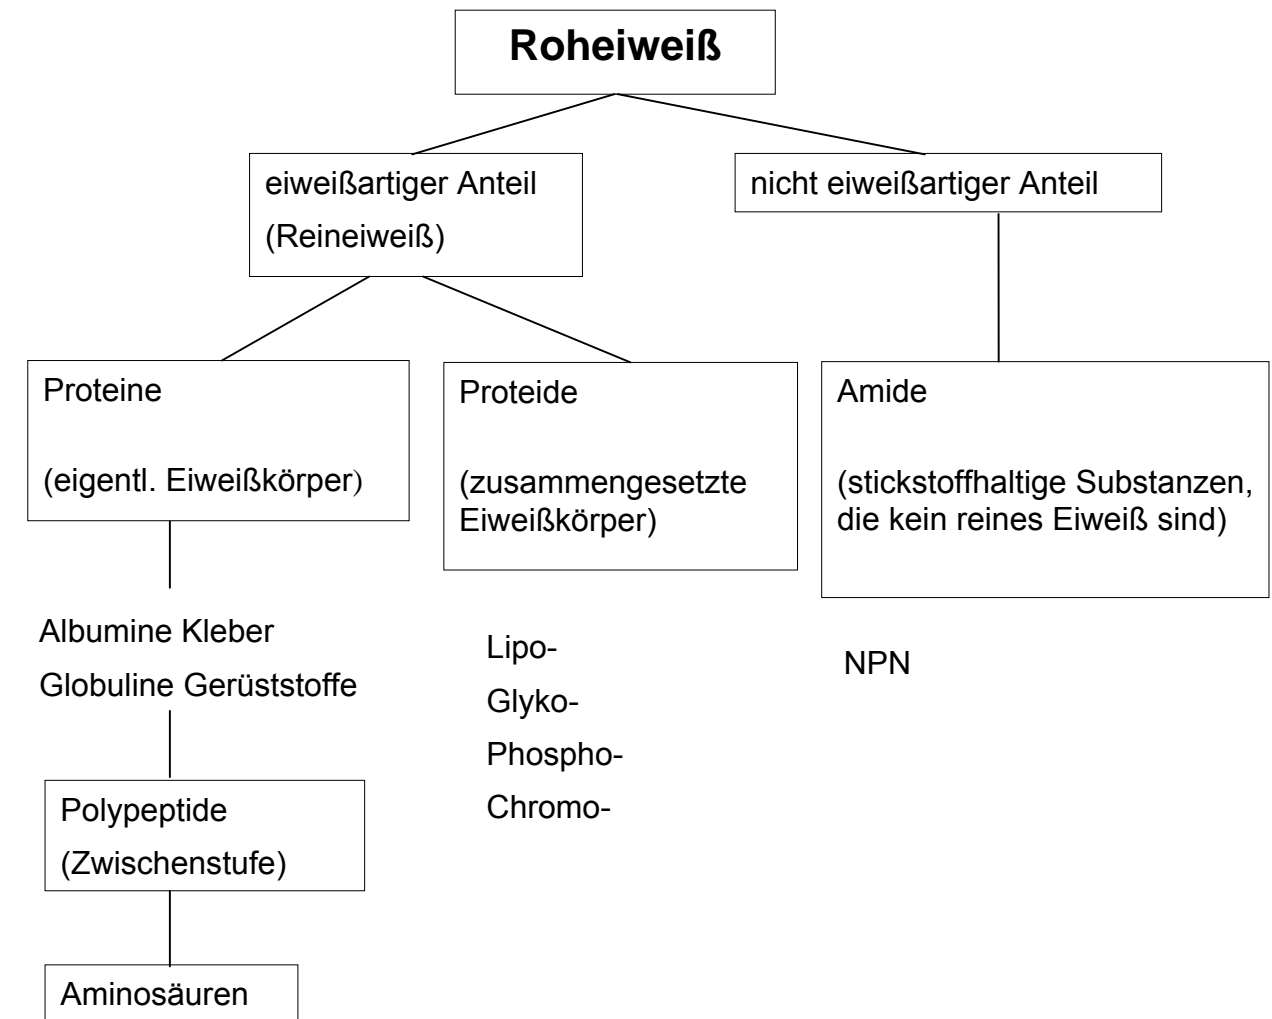 Roheiweiß
eiweißartiger Anteil
(Reineiweiß)
nicht eiweißartiger Anteil
Proteine
(eigentl. Eiweißkörper)
Proteide
(zusammengesetzte
Eiweißkörper)
Amide
(stickstoffhaltige Substanzen,
die kein reines Eiweiß sind)
Albumine Kleber
Globuline Gerüststoffe
Lipo-
Glyko-
Phospho-
Chromo-
NPN
Polypeptide
(Zwischenstufe)
Aminosäuren